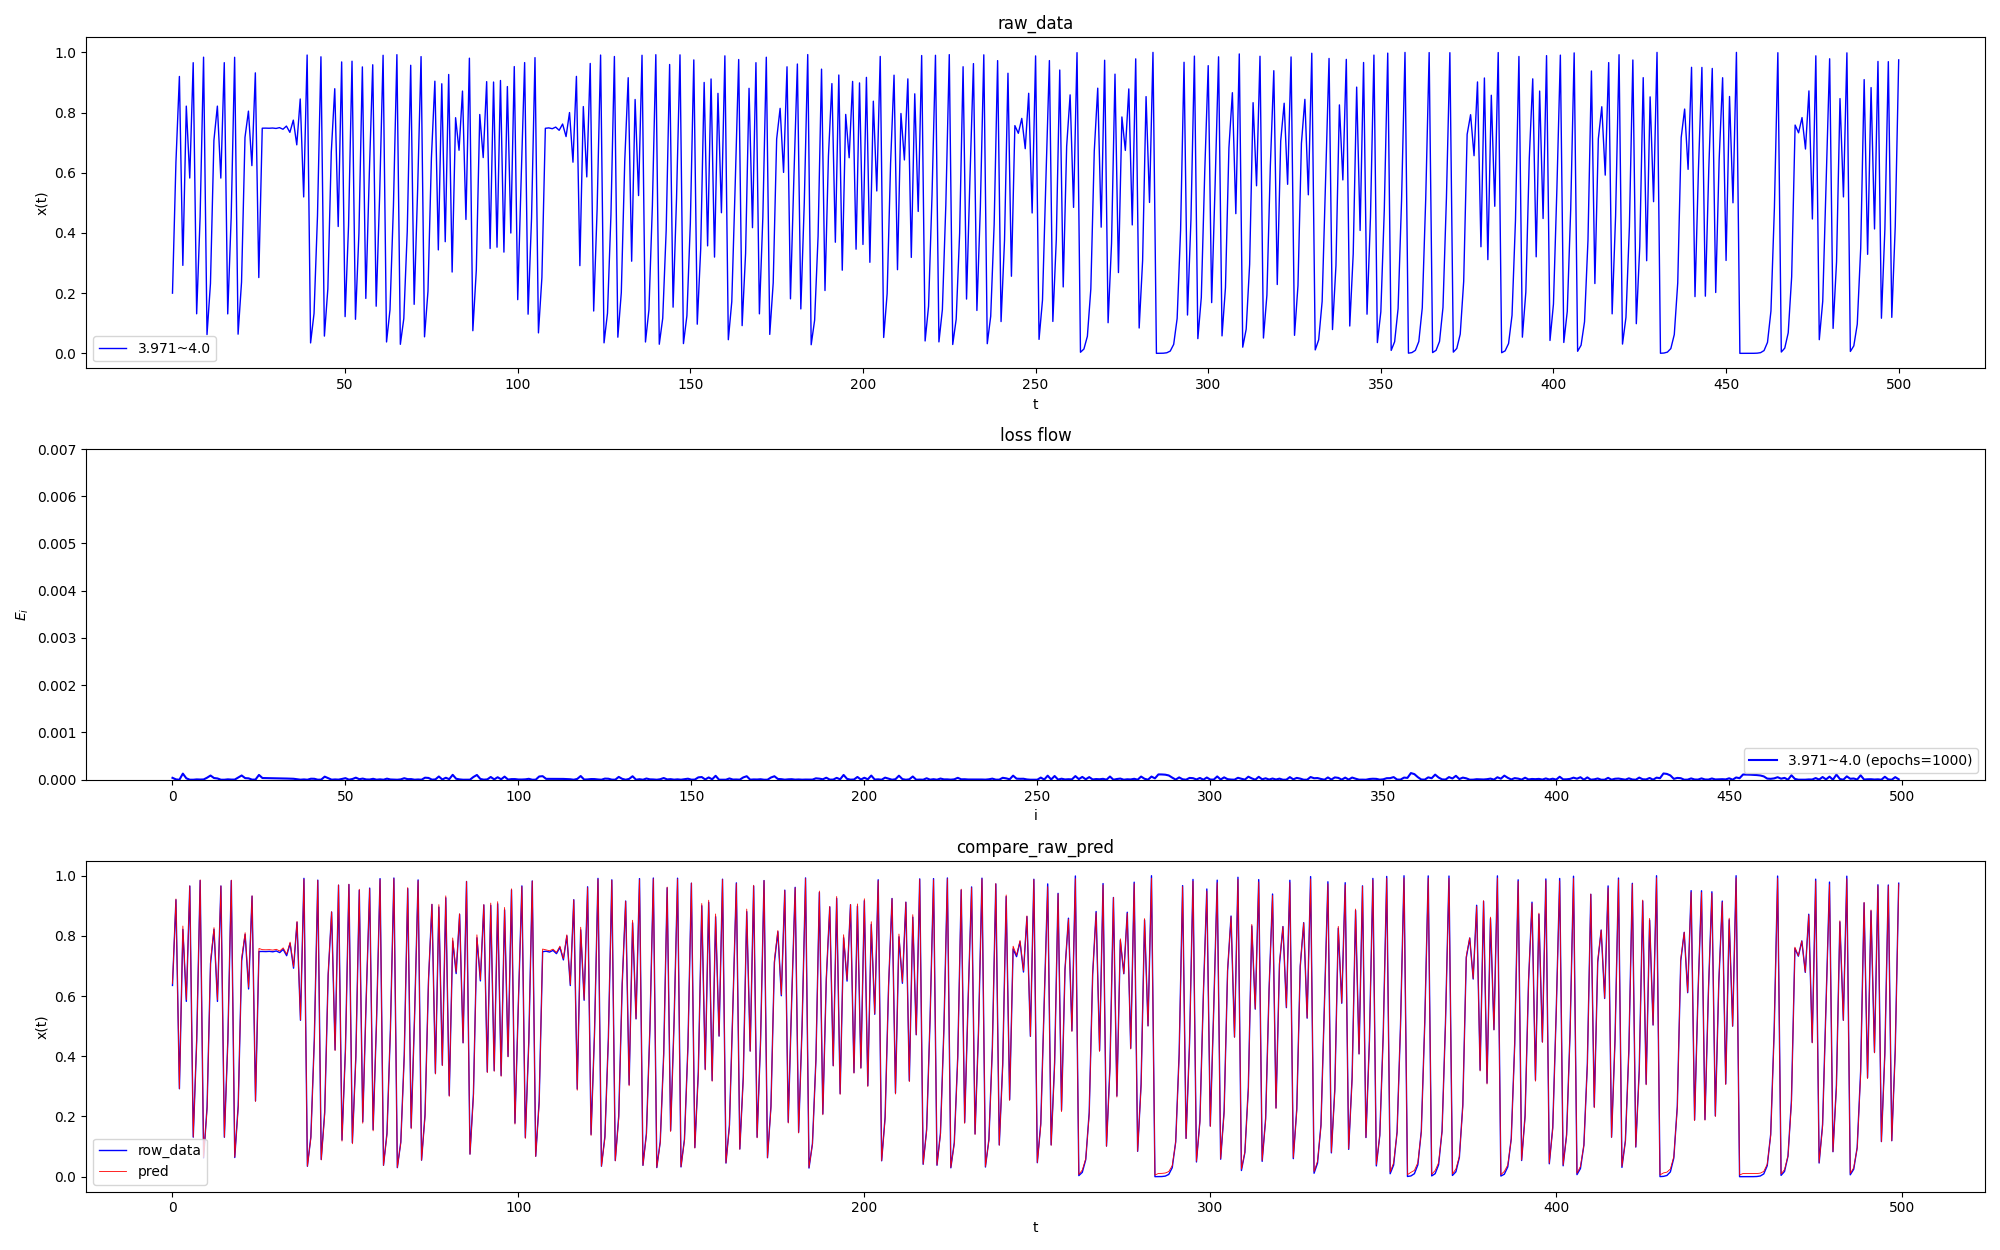 raw_data
x(t)
1.0
0.8
0.6
0.4
0.2
0.0
3.971~4.0
50 100 150 200 250 300 350 400 450 500
t
loss flow
E_i
0.007
0.006
0.005
0.004
0.003
0.002
0.001
0.000
3.971~4.0 (epochs=1000)
0 50 100 150 200 250 300 350 400 450 500
i
compare_raw_pred
x(t)
1.0
0.8
0.6
0.4
0.2
0.0
row_data
pred
0 100 200 300 400 500
t